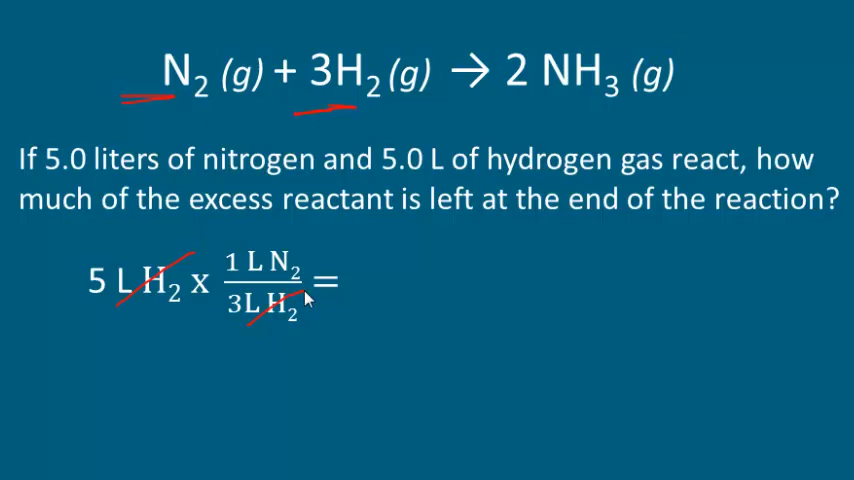 N₂ (g) + 3H₂ (g) → 2 NH₃ (g)
If 5.0 liters of nitrogen and 5.0 L of hydrogen gas react, how
much of the excess reactant is left at the end of the reaction?
5 L H₂ x 1 L N₂ / 3L H₂ =